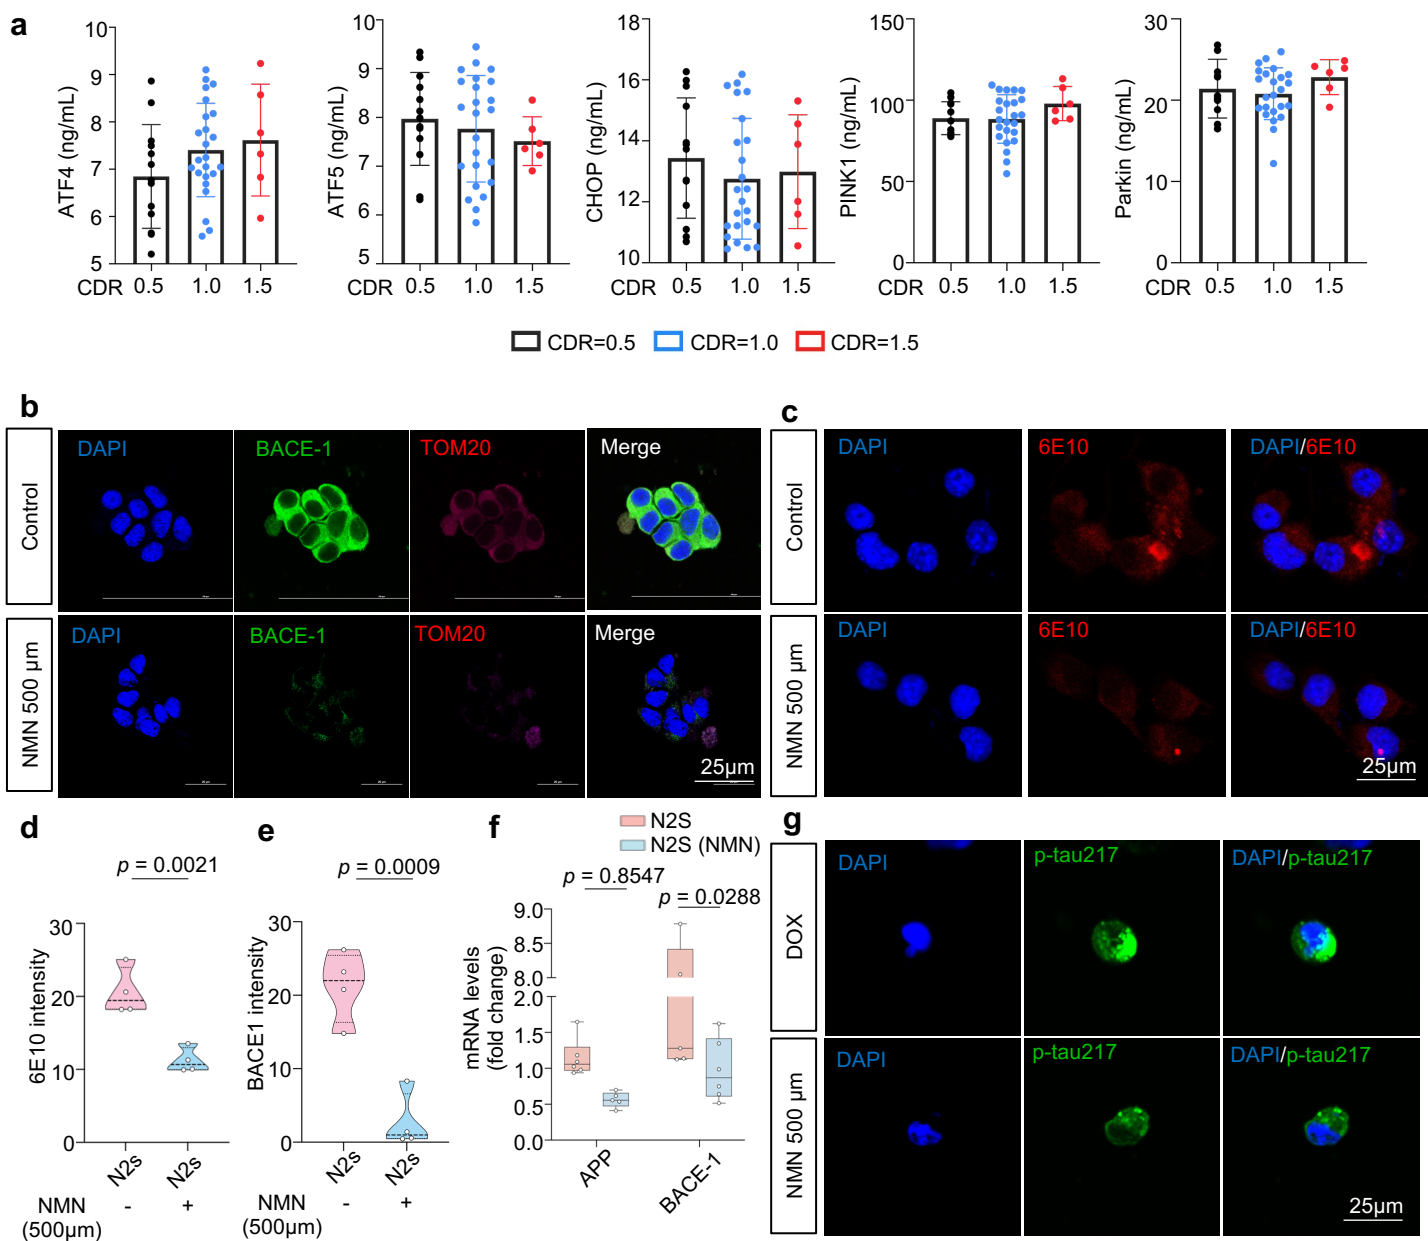 a
ATF4 (ng/mL)
10
9
8
7
6
5
CDR 0.5 1.0 1.5
ATF5 (ng/mL)
10
9
8
7
6
5
CDR 0.5 1.0 1.5
CHOP (ng/mL)
18
16
14
12
10
CDR 0.5 1.0 1.5
PINK1 (ng/mL)
150
100
50
0
CDR 0.5 1.0 1.5
Parkin (ng/mL)
30
20
10
0
CDR 0.5 1.0 1.5
CDR=0.5 CDR=1.0 CDR=1.5
b
Control
DAPI BACE-1 TOM20 Merge
NMN 500 µm
DAPI BACE-1 TOM20 Merge
25µm
c
Control
DAPI 6E10 DAPI/6E10
NMN 500 µm
DAPI 6E10 DAPI/6E10
25µm
d
p = 0.0021
6E10 intensity
30
20
10
0
N2s N2s
NMN - +
(500µm)
e
p = 0.0009
BACE1 intensity
30
20
10
0
N2s N2s
NMN - +
(500µm)
f
N2S
N2S (NMN)
p = 0.8547
p = 0.0288
mRNA levels
(fold change)
9.0
8.5
8.0
2.0
1.5
1.0
0.5
0.0
APP BACE-1
g
DOX
DAPI p-tau217 DAPI/p-tau217
NMN 500 µm
DAPI p-tau217 DAPI/p-tau217
25µm